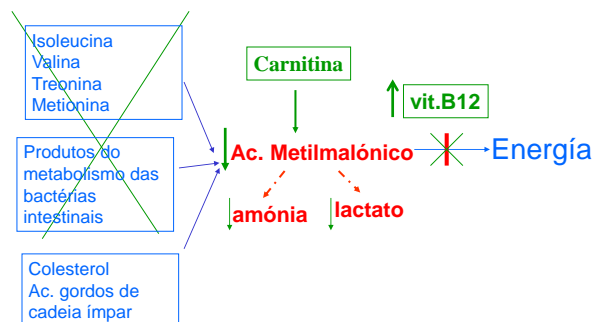 Isoleucina
Valina
Treonina
Metionina
Produtos do
metabolismo das
bactérias
intestinais
Colesterol
Ac. gordos de
cadeia ímpar
Carnitina
vit.B12
Ac. Metilmalónico
Energía
amónia
lactato